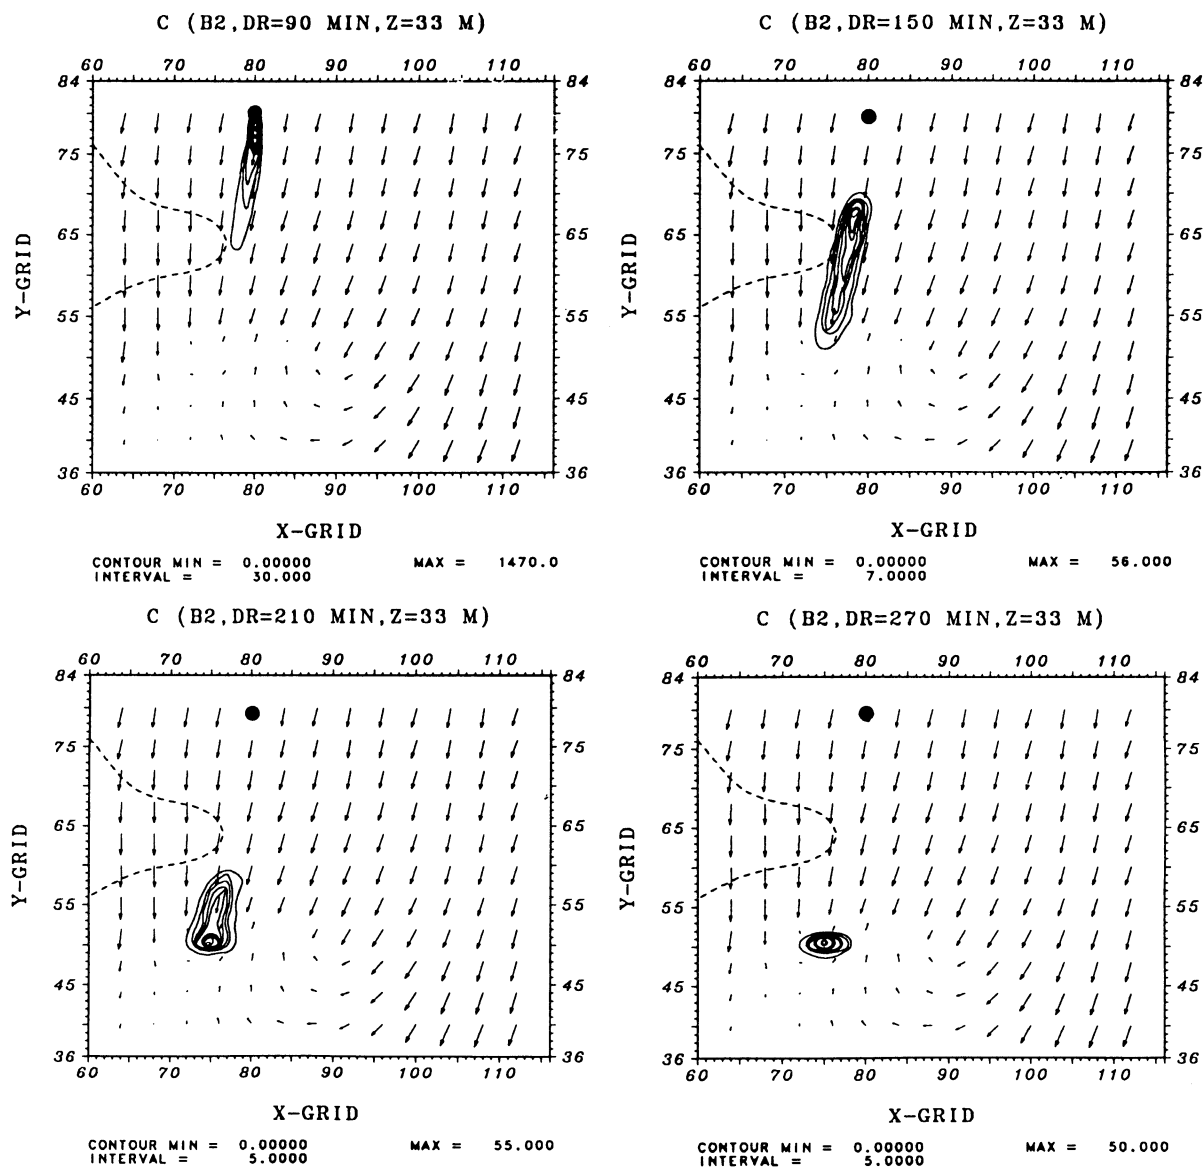 C (B2,DR=90 MIN,Z=33 M)
60 70 80 90 100 110
84 84
75 75
65 65
55 55
45 45
36 36
60 70 80 90 100 110
Y-GRID
X-GRID
CONTOUR MIN = 0.00000 MAX = 1470.0
INTERVAL = 30.000
C (B2,DR=150 MIN,Z=33 M)
60 70 80 90 100 110
84 84
75 75
65 65
55 55
45 45
36 36
60 70 80 90 100 110
Y-GRID
X-GRID
CONTOUR MIN = 0.00000 MAX = 56.000
INTERVAL = 7.0000
C (B2,DR=210 MIN,Z=33 M)
60 70 80 90 100 110
84 84
75 75
65 65
55 55
45 45
36 36
60 70 80 90 100 110
Y-GRID
X-GRID
CONTOUR MIN = 0.00000 MAX = 55.000
INTERVAL = 5.0000
C (B2,DR=270 MIN,Z=33 M)
60 70 80 90 100 110
84 84
75 75
65 65
55 55
45 45
36 36
60 70 80 90 100 110
Y-GRID
X-GRID
CONTOUR MIN = 0.00000 MAX = 50.000
INTERVAL = 5.0000